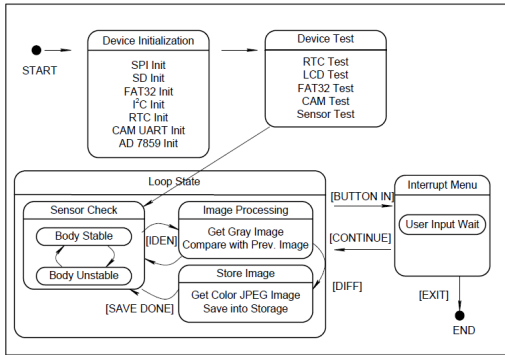 Device Initialization
START
SPI Init
SD Init
FAT32 Init
I²C Init
RTC Init
CAM UART Init
AD 7859 Init
Device Test
RTC Test
LCD Test
FAT32 Test
CAM Test
Sensor Test
Loop State
Sensor Check
Body Stable
Body Unstable
[IDEN]
Image Processing
Get Gray Image
Compare with Prev. Image
Store Image
Get Color JPEG Image
Save into Storage
[SAVE DONE]
[DIFF]
[BUTTON IN]
[CONTINUE]
Interrupt Menu
User Input Wait
[EXIT]
END